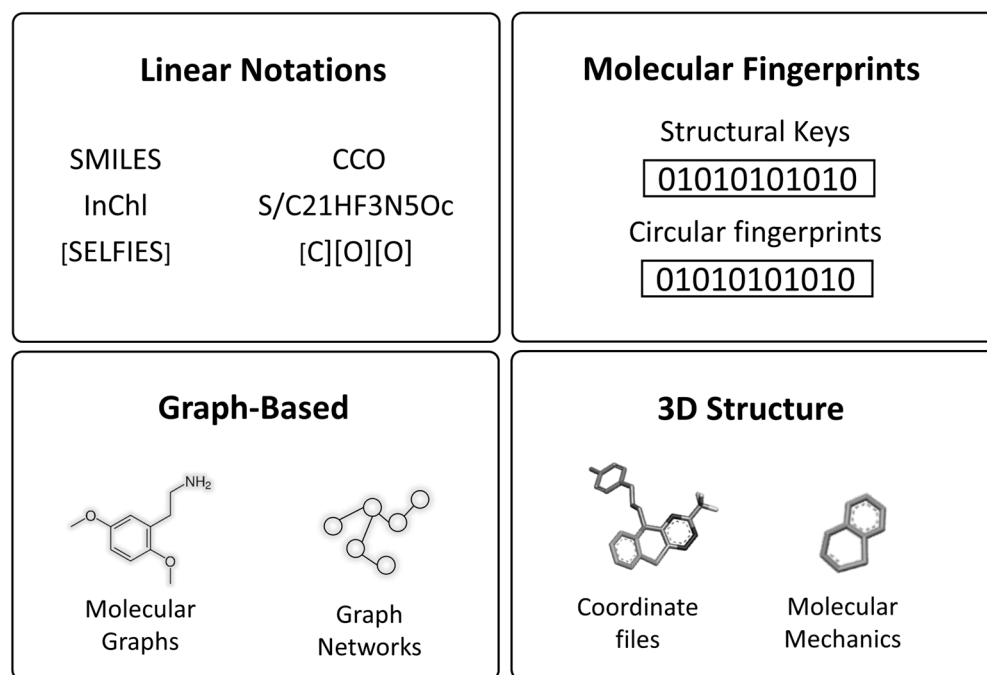 Linear Notations
SMILES CCO
InChl S/C21HF3N5Oc
[SELFIES] [C][O][O]
Molecular Fingerprints
Structural Keys
01010101010
Circular fingerprints
01010101010
Graph-Based
NH2
O
O
Molecular
Graphs
Graph
Networks
3D Structure
Coordinate
files
Molecular
Mechanics